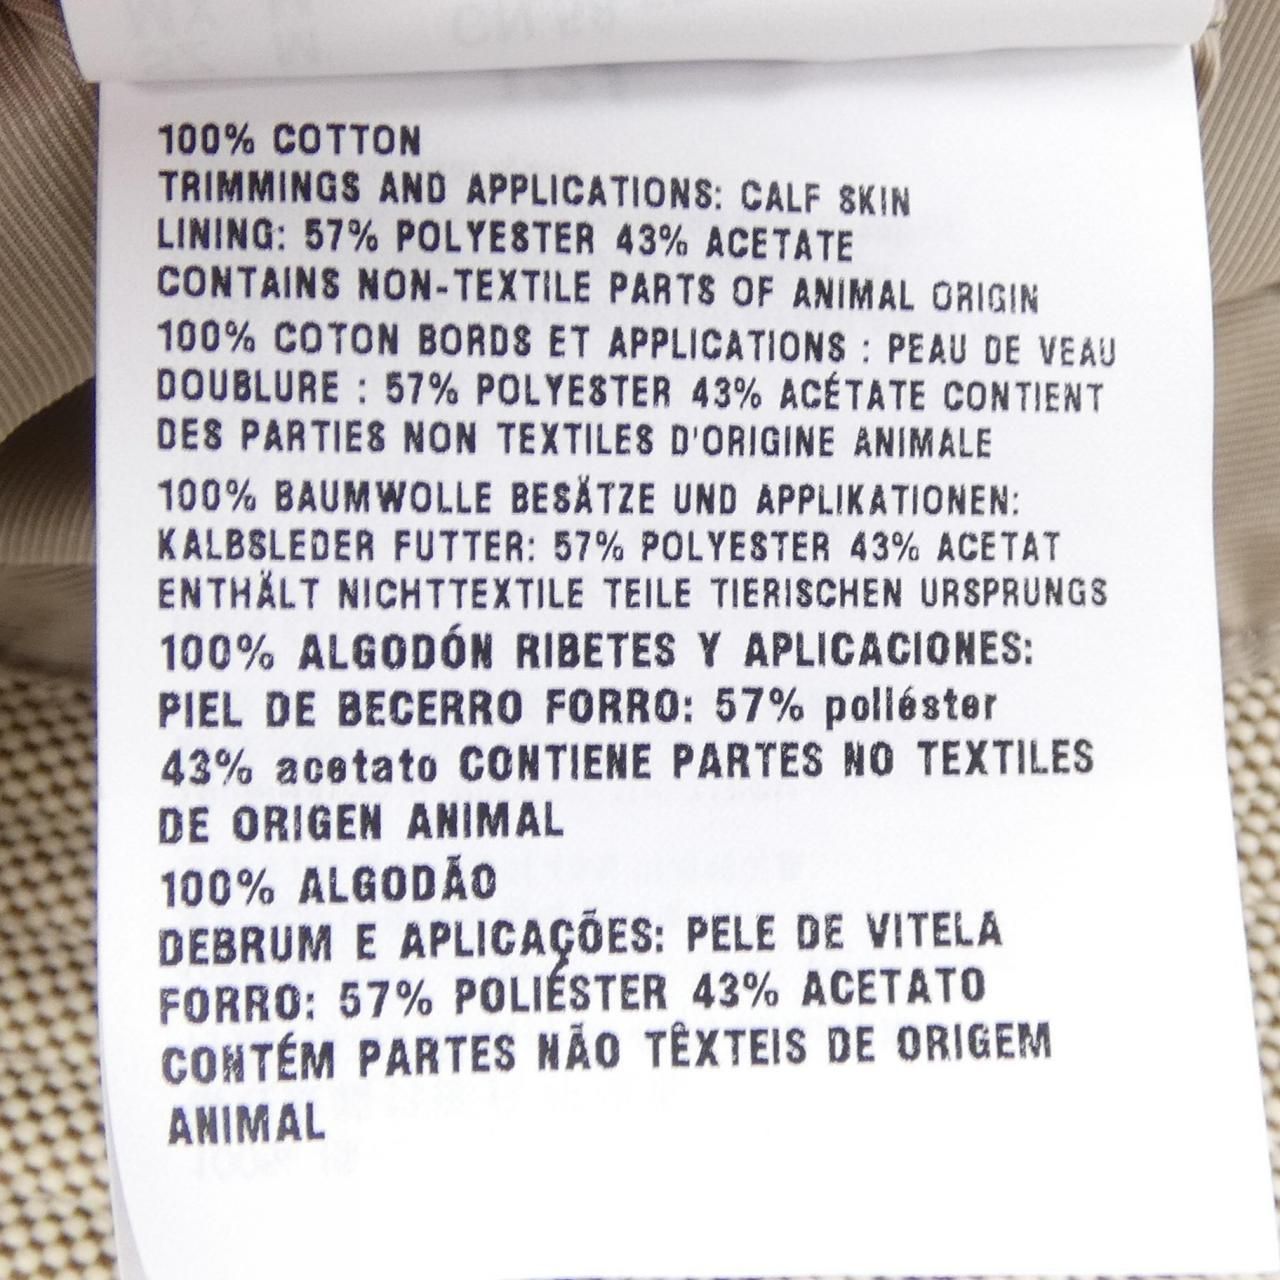 100% COTTON
TRIMMINGS AND APPLICATIONS: CALF SKIN
LINING: 57% POLYESTER 43% ACETATE
CONTAINS NON-TEXTILE PARTS OF ANIMAL ORIGIN
100% COTON BORDS ET APPLICATIONS : PEAU DE VEAU
DOUBLURE : 57% POLYESTER 43% ACÉTATE CONTIENT
DES PARTIES NON TEXTILES D'ORIGINE ANIMALE
100% BAUMWOLLE BESÄTZE UND APPLIKATIONEN:
KALBSLEDER FUTTER: 57% POLYESTER 43% ACETAT
ENTHÄLT NICHTTEXTILE TEILE TIERISCHEN URSPRUNGS
100% ALGODÓN RIBETES Y APLICACIONES:
PIEL DE BECERRO FORRO: 57% poliéster
43% acetato CONTIENE PARTES NO TEXTILES
DE ORIGEN ANIMAL
100% ALGODÃO
DEBRUM E APLICAÇÕES: PELE DE VITELA
FORRO: 57% POLIÉSTER 43% ACETATO
CONTÉM PARTES NÃO TÊXTEIS DE ORIGEM
ANIMAL